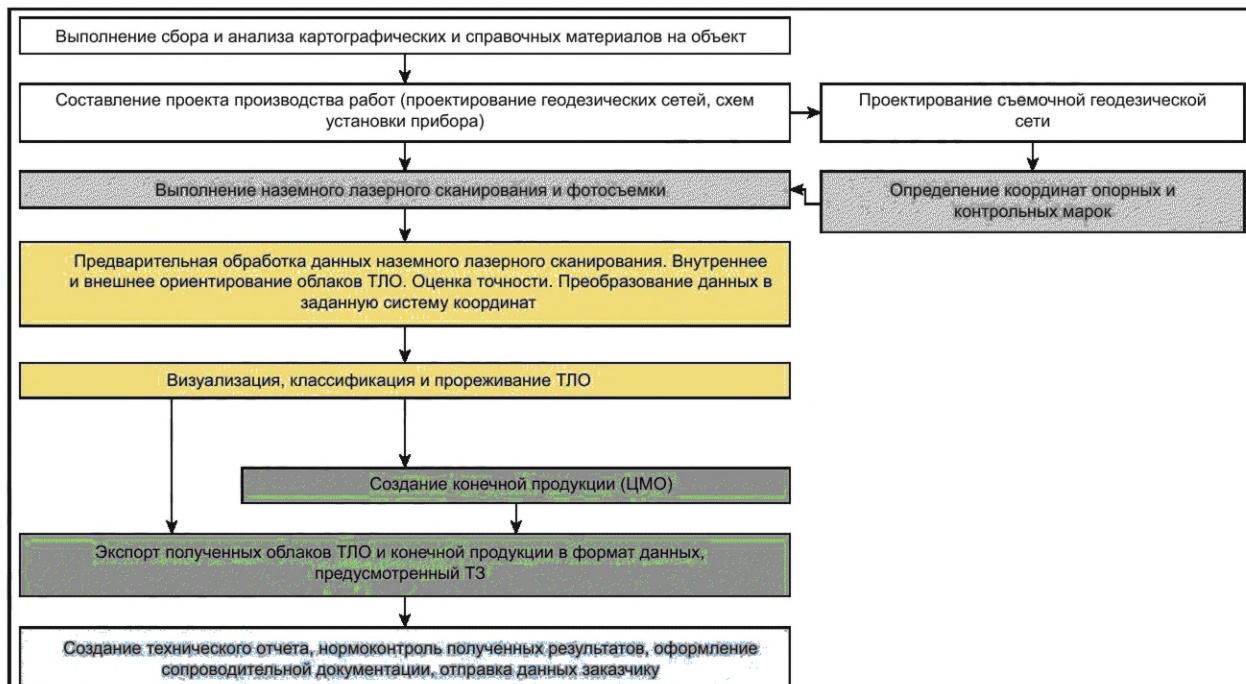 Выполнение сбора и анализа картографических и справочных материалов на объект
Составление проекта производства работ (проектирование геодезических сетей, схем
установки прибора)
Проектирование съемочной геодезической
сети
Выполнение наземного лазерного сканирования и фотосъемки
Определение координат опорных и
контрольных марок
Предварительная обработка данных наземного лазерного сканирования. Внутреннее
и внешнее ориентирование облаков ТЛО. Оценка точности. Преобразование данных в
заданную систему координат
Визуализация, классификация и прореживание ТЛО
Создание конечной продукции (ЦМО)
Экспорт полученных облаков ТЛО и конечной продукции в формат данных,
предусмотренный ТЗ
Создание технического отчета, нормоконтроль полученных результатов, оформление
сопроводительной документации, отправка данных заказчику